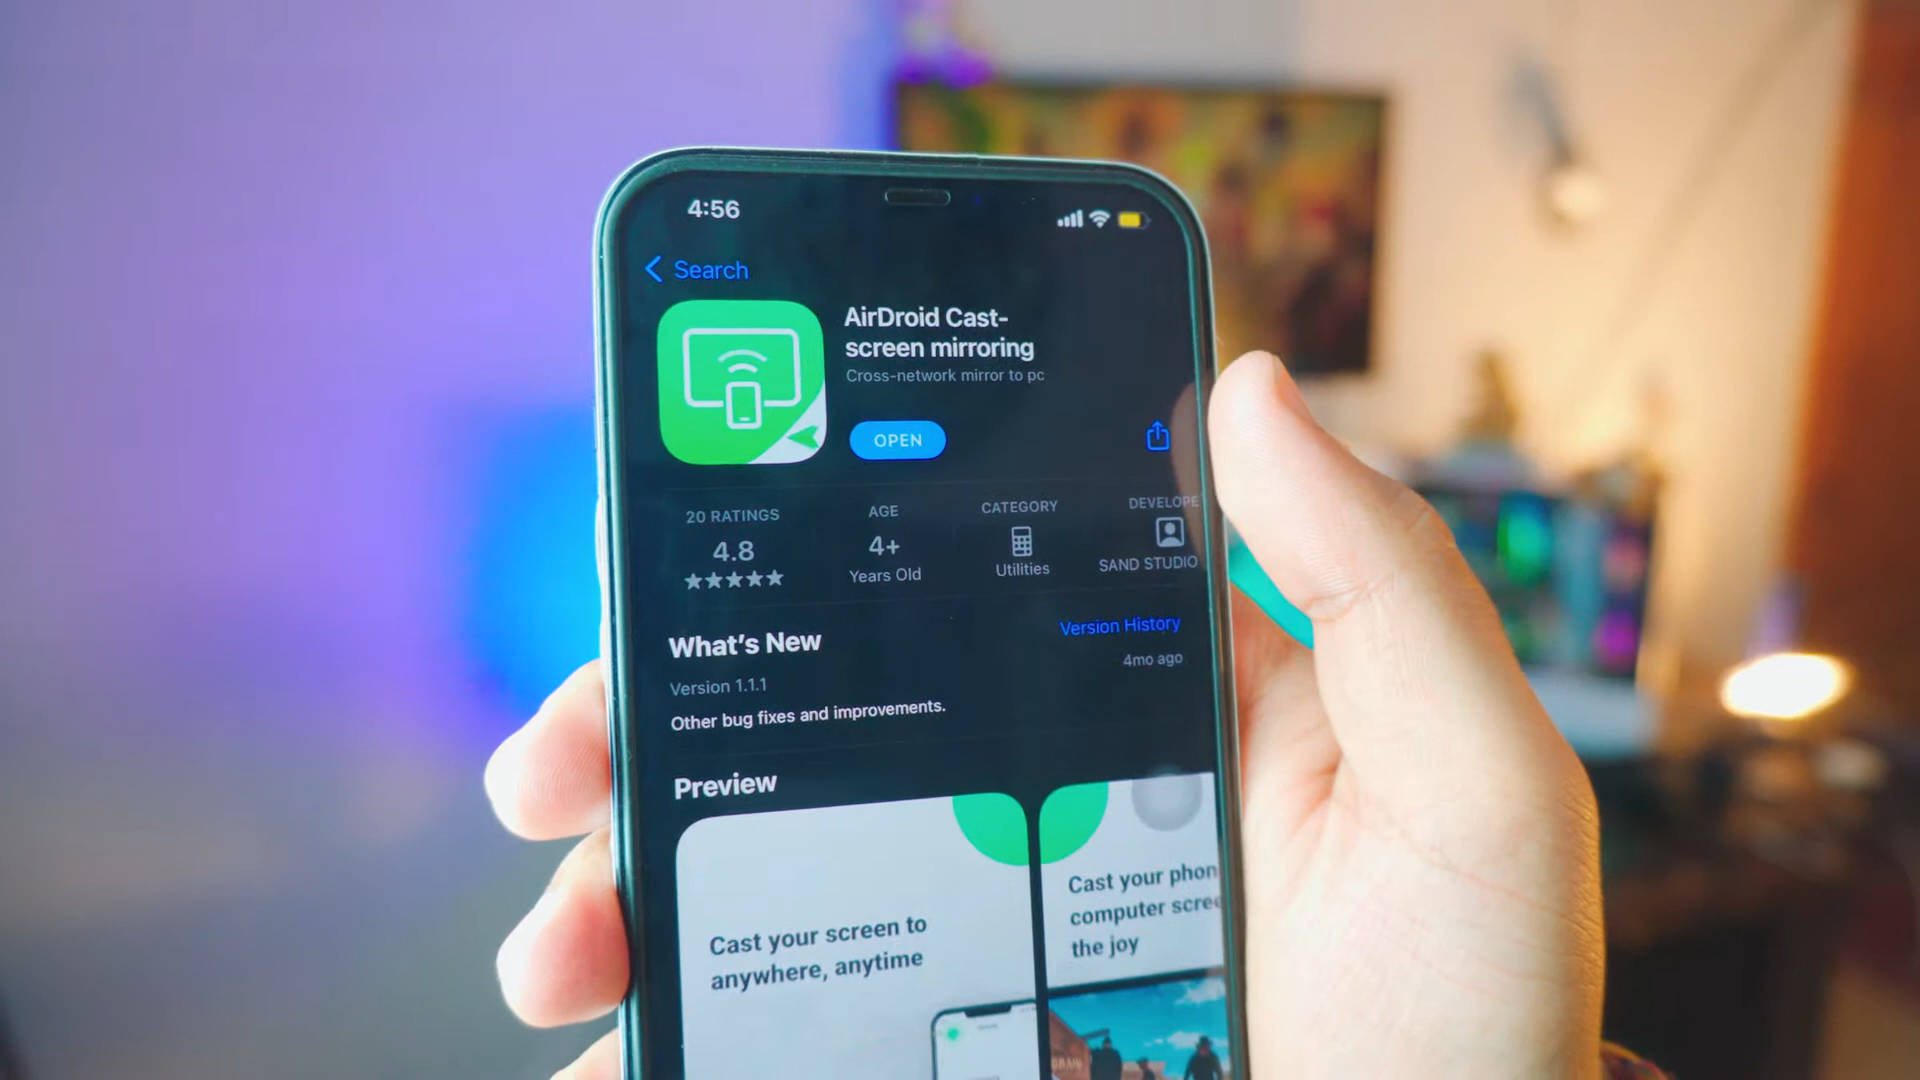 4:56
Search
AirDroid Cast-
screen mirroring
Cross-network mirror to pc
OPEN
20 RATINGS
4.8
AGE
4+
Years Old
CATEGORY
Utilities
DEVELOPE
SAND STUDIO
What's New
Version History
Version 1.1.1
4mo ago
Other bug fixes and improvements.
Preview
Cast your screen to
anywhere, anytime
Cast your phon
computer scree
the joy